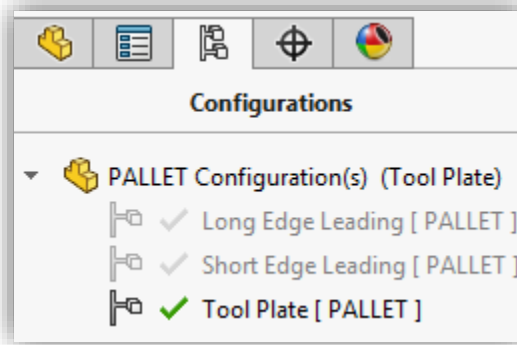 Configurations
PALLET Configuration(s) (Tool Plate)
Long Edge Leading [ PALLET ]
Short Edge Leading [ PALLET ]
Tool Plate [ PALLET ]